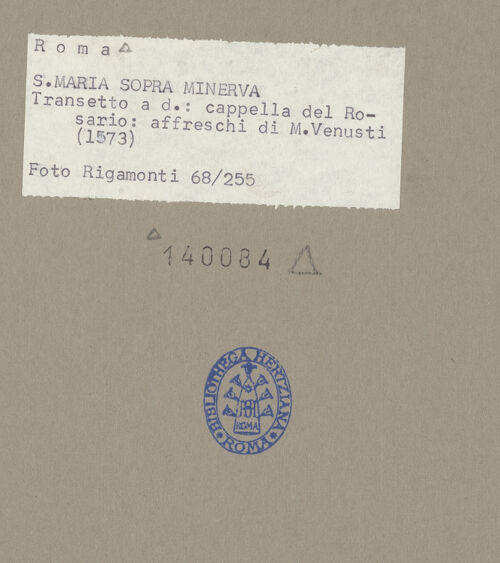 Roma
S.MARIA SOPRA MINERVA
Transetto a d.: cappella del Ro-
sario: affreschi di M.Venusti
(1573)
Foto Rigamonti 68/255
140084
BIBLIOTHECA HERTZIANA
ROMA
ROMA